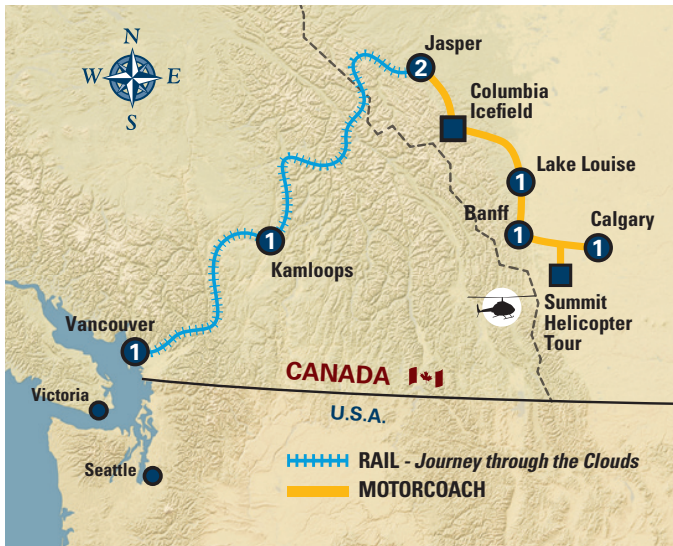 N
W E
S
Jasper
2
Columbia
Icefield
Lake Louise
1
Banff
1
Calgary
1
Kamloops
1
Summit
Helicopter
Tour
Vancouver
1
Victoria
Seattle
CANADA
U.S.A.
RAIL - Journey through the Clouds
MOTORCOACH